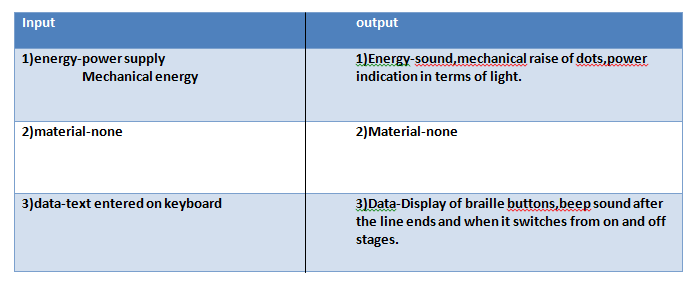 Input output
1)energy-power supply
Mechanical energy
1)Energy-sound,mechanical raise of dots,power
indication in terms of light.
2)material-none
2)Material-none
3)data-text entered on keyboard
3)Data-Display of braille buttons,beep sound after
the line ends and when it switches from on and off
stages.